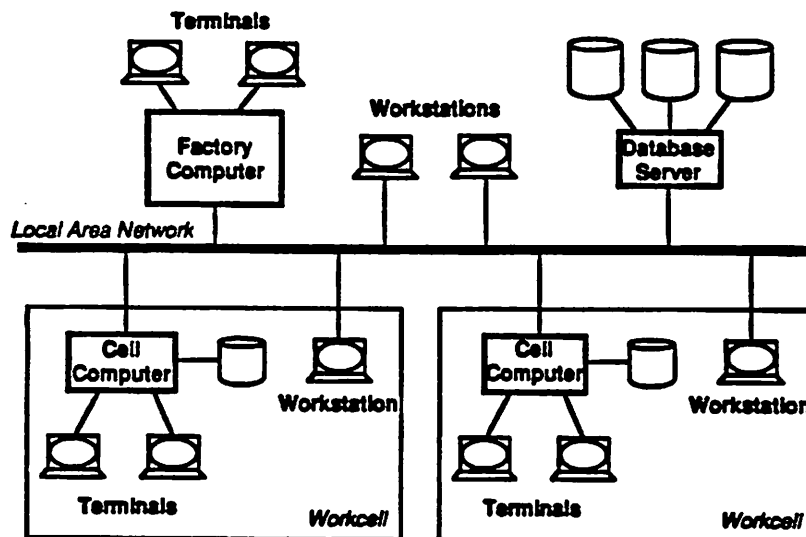 Terminals
Factory
Computer
Workstations
Database
Server
Local Area Network
Cell
Computer
Workstation
Terminals
Workcell
Cell
Computer
Workstation
Terminals
Workcell